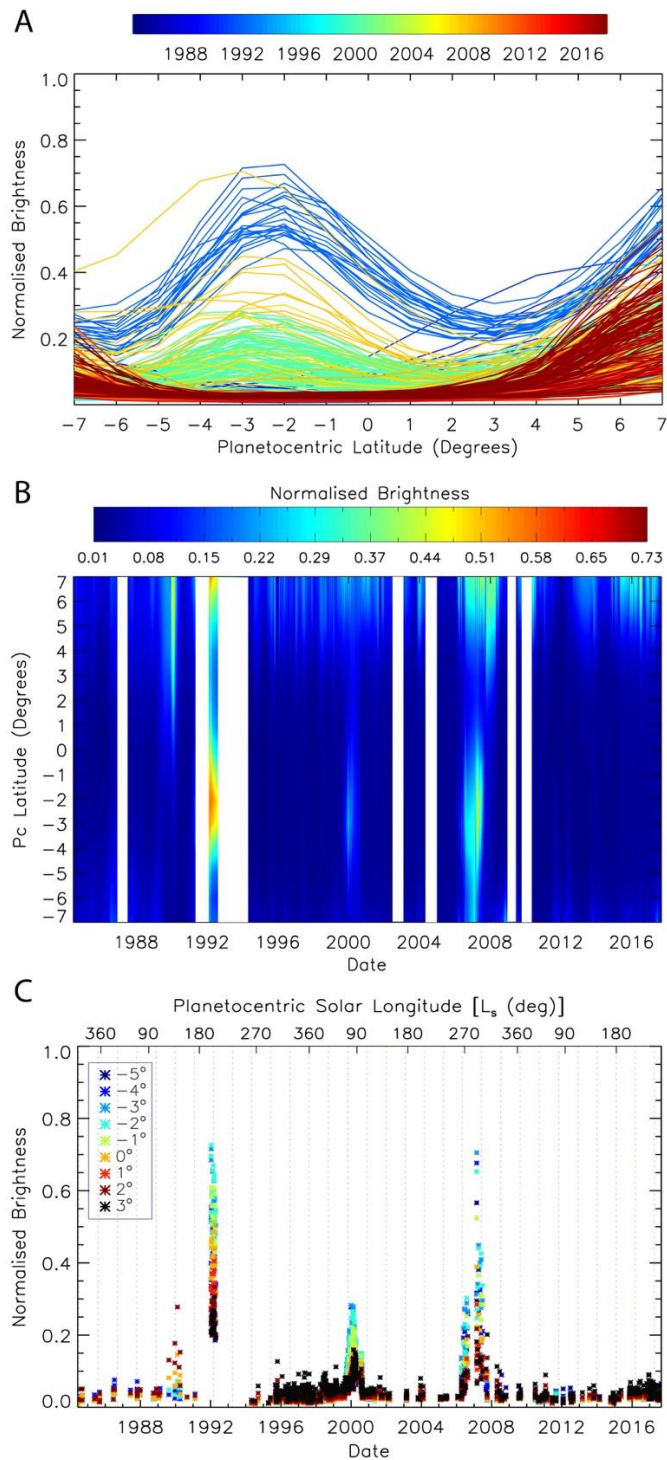 A
1988 1992 1996 2000 2004 2008 2012 2016
1.0
0.8
0.6
0.4
0.2
Normalised Brightness
-7 -6 -5 -4 -3 -2 -1 0 1 2 3 4 5 6 7
Planetocentric Latitude (Degrees)
B
Normalised Brightness
0.01 0.08 0.15 0.22 0.29 0.37 0.44 0.51 0.58 0.65 0.73
7
6
5
4
3
2
1
0
-1
-2
-3
-4
-5
-6
-7
Pc Latitude (Degrees)
1988 1992 1996 2000 2004 2008 2012 2016
Date
C
Planetocentric Solar Longitude [Ls (deg)]
360 90 180 270 360 90 180 270 360 90 180
1.0
0.8
0.6
0.4
0.2
0.0
Normalised Brightness
-5°
-4°
-3°
-2°
-1°
0°
1°
2°
3°
1988 1992 1996 2000 2004 2008 2012 2016
Date